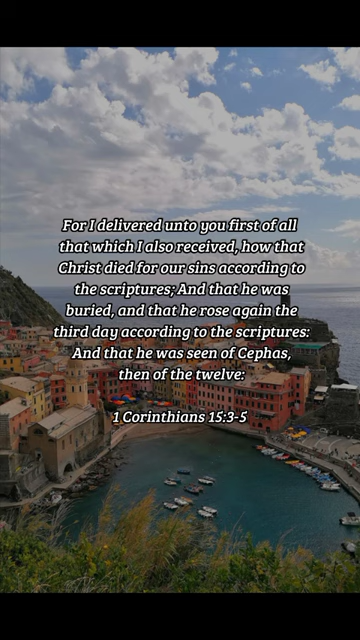 For I delivered unto you first of all
that which I also received, how that
Christ died for our sins according to
the scriptures; And that he was
buried, and that he rose again the
third day according to the scriptures:
And that he was seen of Cephas,
then of the twelve:
1 Corinthians 15:3-5